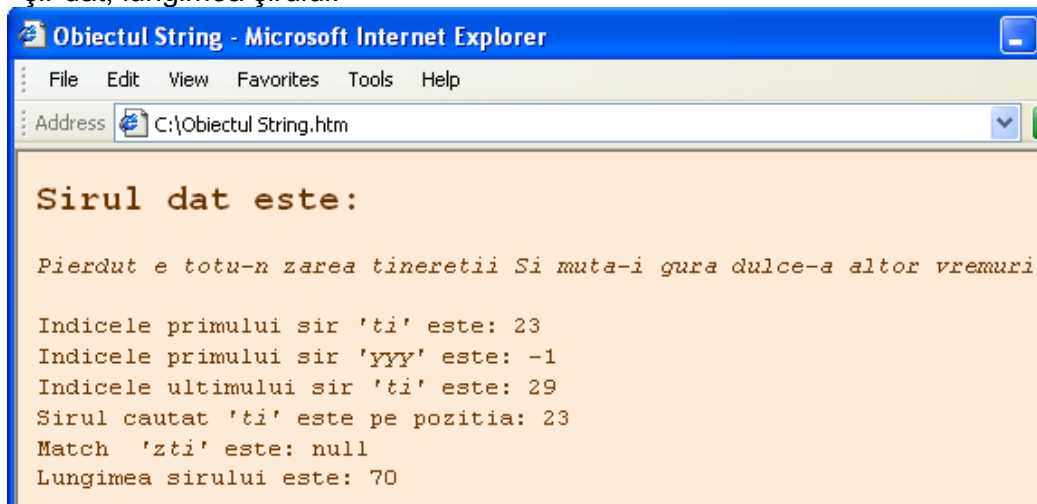 şir dat, lungimea şirului.
Obiectul String - Microsoft Internet Explorer
File Edit View Favorites Tools Help
Address C:\Obiectul String.htm
Sirul dat este:
Pierdut e totu-n zarea tineretii Si muta-i gura dulce-a altor vremuri
Indicele primului sir 'ti' este: 23
Indicele primului sir 'yyy' este: -1
Indicele ultimului sir 'ti' este: 29
Sirul cautat 'ti' este pe pozitia: 23
Match 'zti' este: null
Lungimea sirului este: 70